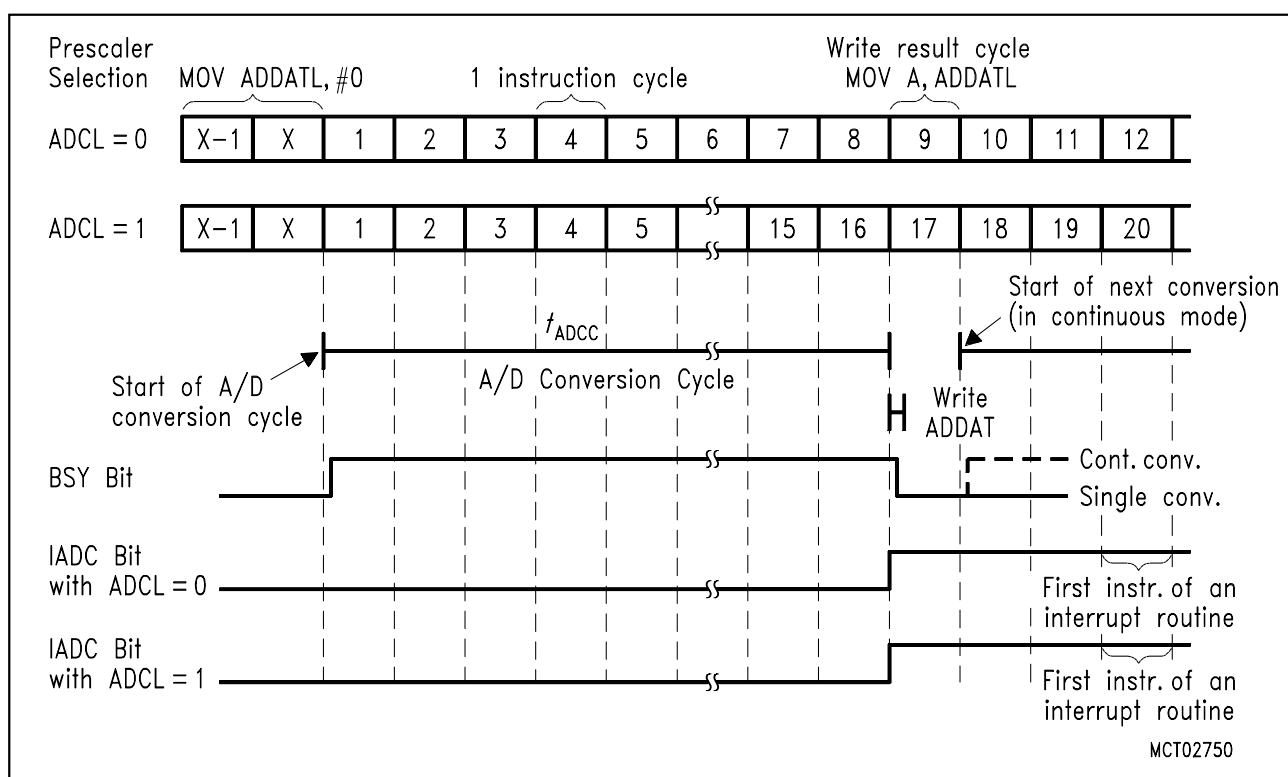 Prescaler
Selection
MOV ADDATL, #0
1 instruction cycle
Write result cycle
MOV A, ADDATL
ADCL = 0
X-1 X 1 2 3 4 5 6 7 8 9 10 11 12
ADCL = 1
X-1 X 1 2 3 4 5 15 16 17 18 19 20
Start of next conversion
(in continuous mode)
tADCC
A/D Conversion Cycle
Start of A/D
conversion cycle
Write
ADDAT
BSY Bit
Cont. conv.
Single conv.
IADC Bit
with ADCL = 0
First instr. of an
interrupt routine
IADC Bit
with ADCL = 1
First instr. of an
interrupt routine
MCT02750